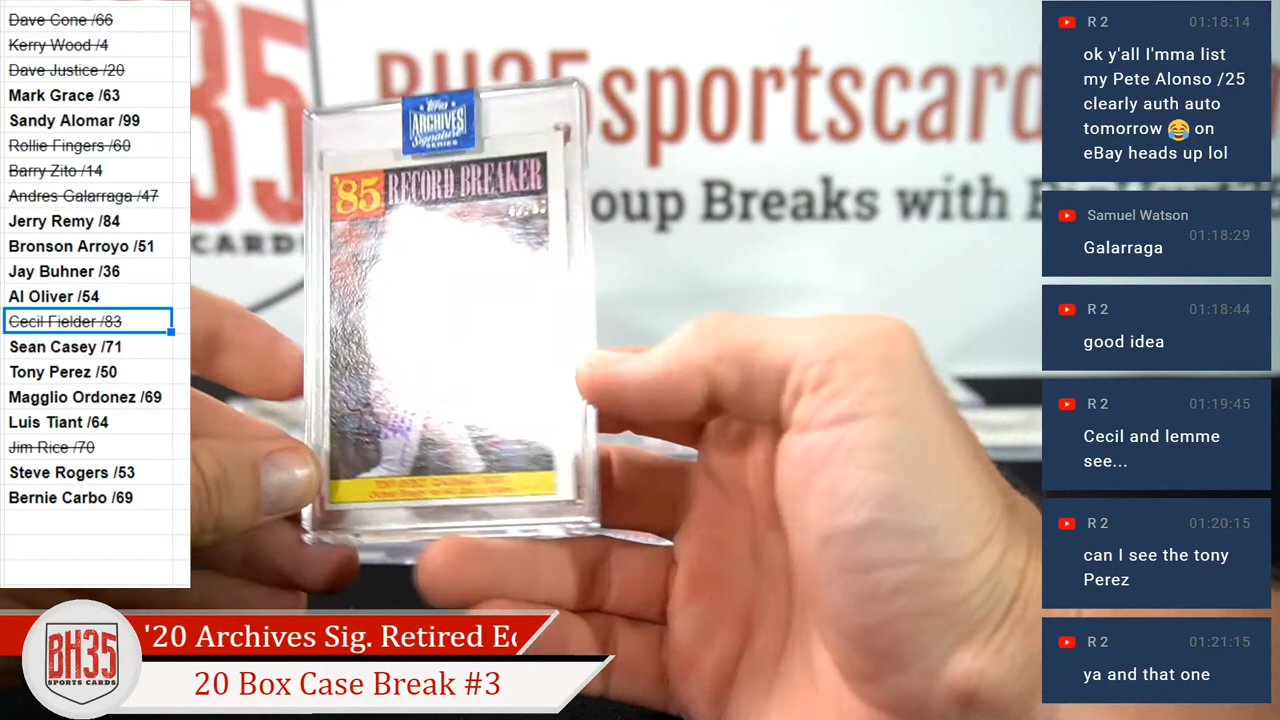 Dave Cone /66
Kerry Wood /4
Dave Justice /20
Mark Grace /63
Sandy Alomar /99
Rollie Fingers /60
Barry Zito /14
Andres Galarraga /47
Jerry Remy /84
Bronson Arroyo /51
Jay Buhner /36
Al Oliver /54
Cecil Fielder /83
Sean Casey /71
Tony Perez /50
Magglio Ordonez /69
Luis Tiant /64
Jim Rice /70
Steve Rogers /53
Bernie Carbo /69
BH35sportscard
oup Breaks with
Topps
ARCHIVES
Signature
SERIES
'85 RECORD BREAKER
BH35
SPORTS CARDS
'20 Archives Sig. Retired Ed
20 Box Case Break #3
R 2 01:18:14
ok y'all I'mma list
my Pete Alonso /25
clearly auth auto
tomorrow 😂 on
eBay heads up lol
Samuel Watson 01:18:29
Galarraga
R 2 01:18:44
good idea
R 2 01:19:45
Cecil and lemme
see...
R 2 01:20:15
can I see the tony
Perez
R 2 01:21:15
ya and that one